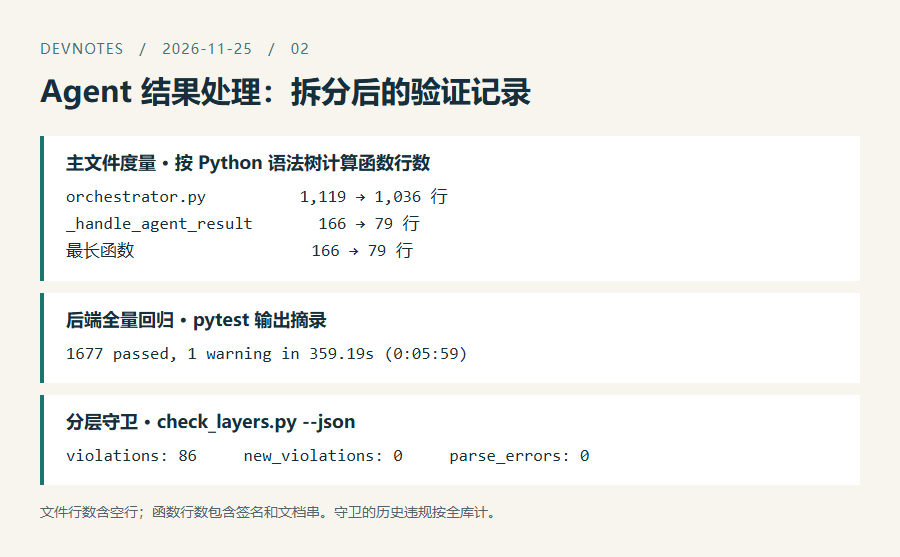 DEVNOTES / 2026-11-25 / 02
Agent 结果处理：拆分后的验证记录
主文件度量 • 按 Python 语法树计算函数行数
orchestrator.py 1,119 → 1,036 行
_handle_agent_result 166 → 79 行
最长函数 166 → 79 行
后端全量回归 • pytest 输出摘录
1677 passed, 1 warning in 359.19s (0:05:59)
分层守卫 • check_layers.py --json
violations: 86 new_violations: 0 parse_errors: 0
文件行数含空行；函数行数包含签名和文档串。守卫的历史违规按全库计。